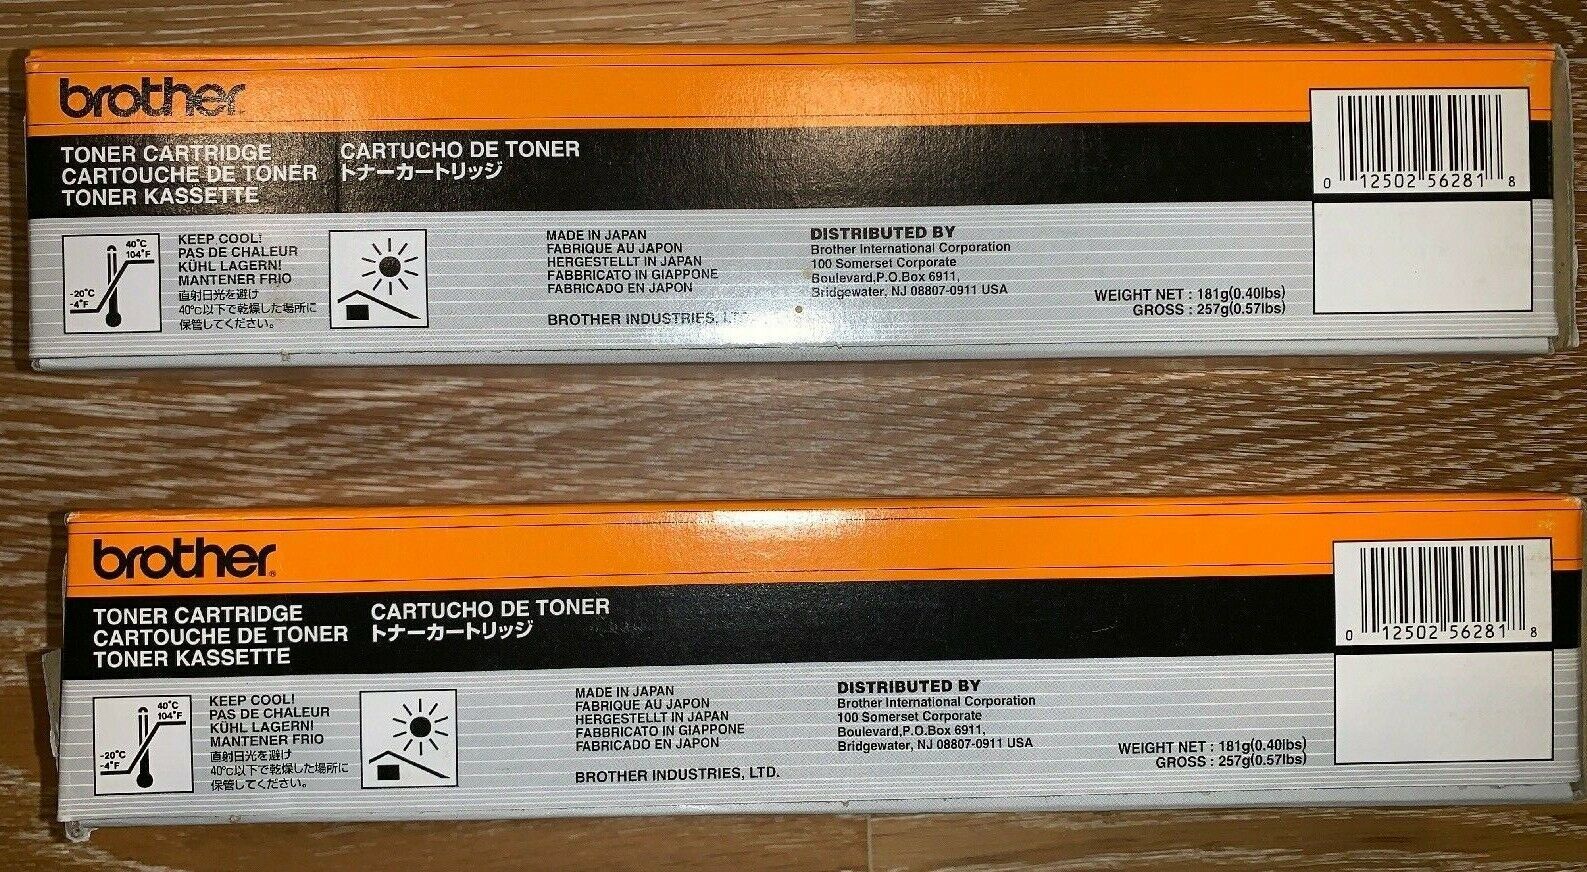 brother
TONER CARTRIDGE
CARTOUCHE DE TONER
TONER KASSETTE
CARTUCHO DE TONER
トナーカートリッジ
0 12502 56281 8
40°C
104°F
-20°C
-4°F
KEEP COOL!
PAS DE CHALEUR
KÜHL LAGERN!
MANTENER FRIO
直射日光を避け
40°C以下で乾燥した場所に
保管してください。
MADE IN JAPAN
FABRIQUE AU JAPON
HERGESTELLT IN JAPAN
FABBRICATO IN GIAPPONE
FABRICADO EN JAPON
BROTHER INDUSTRIES,
DISTRIBUTED BY
Brother International Corporation
100 Somerset Corporate
Boulevard,P.O.Box 6911,
Bridgewater, NJ 08807-0911 USA
WEIGHT NET : 181g(0.40lbs)
GROSS : 257g(0.57lbs)
brother®
TONER CARTRIDGE
CARTOUCHE DE TONER
TONER KASSETTE
CARTUCHO DE TONER
トナーカートリッジ
0 12502 56281 8
40°C
104°F
-20°C
-4°F
KEEP COOL!
PAS DE CHALEUR
KÜHL LAGERN!
MANTENER FRIO
直射日光を避け
40°C以下で乾燥した場所に
保管してください。
MADE IN JAPAN
FABRIQUE AU JAPON
HERGESTELLT IN JAPAN
FABBRICATO IN GIAPPONE
FABRICADO EN JAPON
BROTHER INDUSTRIES, LTD.
DISTRIBUTED BY
Brother International Corporation
100 Somerset Corporate
Boulevard,P.O.Box 6911,
Bridgewater, NJ 08807-0911 USA
WEIGHT NET : 181g(0.40lbs)
GROSS : 257g(0.57lbs)